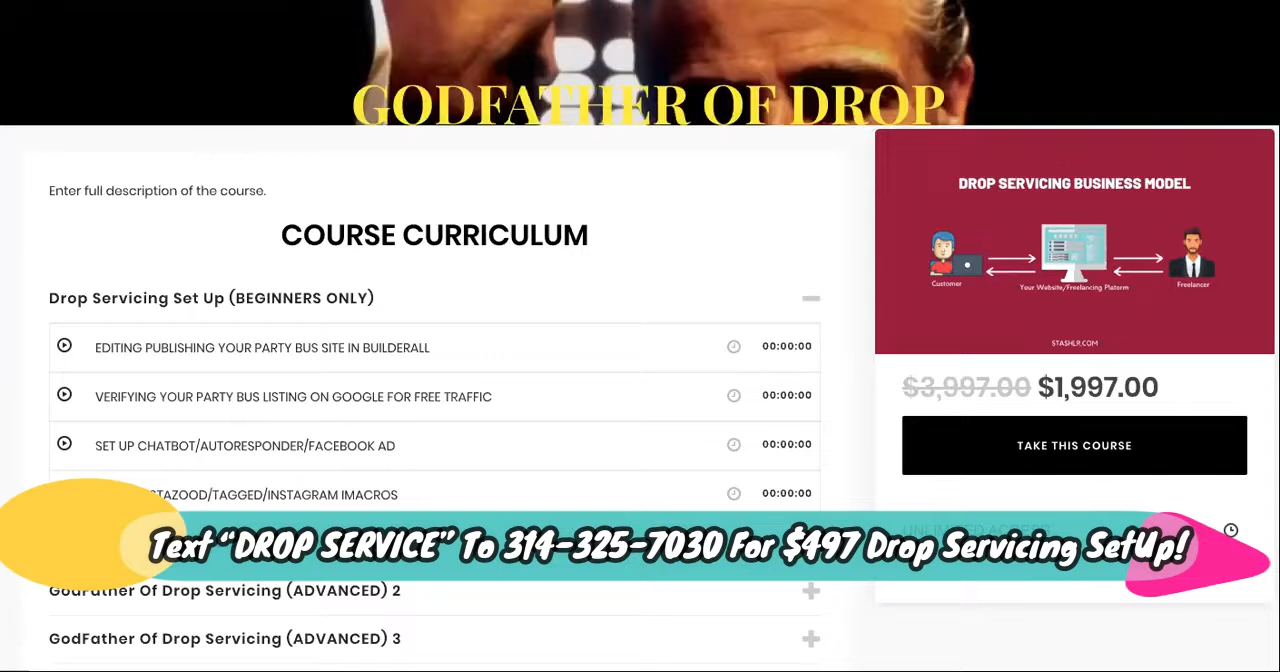 GODFATHER OF DROP
DROP SERVICING BUSINESS MODEL
Customer
Your Website/Freelancing Platerm
Freelancer
STASHLR.COM
Enter full description of the course.
COURSE CURRICULUM
Drop Servicing Set Up (BEGINNERS ONLY)
EDITING PUBLISHING YOUR PARTY BUS SITE IN BUILDERALL 00:00:00
VERIFYING YOUR PARTY BUS LISTING ON GOOGLE FOR FREE TRAFFIC 00:00:00
SET UP CHATBOT/AUTORESPONDER/FACEBOOK AD 00:00:00
TAZOOD/TAGGED/INSTAGRAM IMACROS 00:00:00
$3,997.00 $1,997.00
TAKE THIS COURSE
UNLIMITED ACCESS
Text “DROP SERVICE” To 314-325-7030 For $497 Drop Servicing SetUp!
GodFather Of Drop Servicing (ADVANCED) 2
GodFather Of Drop Servicing (ADVANCED) 3